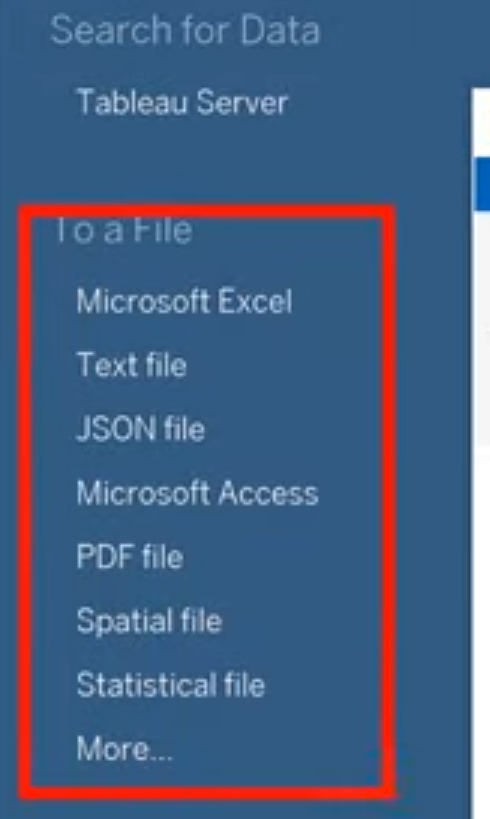 Search for Data
Tableau Server
To a File
Microsoft Excel
Text file
JSON file
Microsoft Access
PDF file
Spatial file
Statistical file
More...